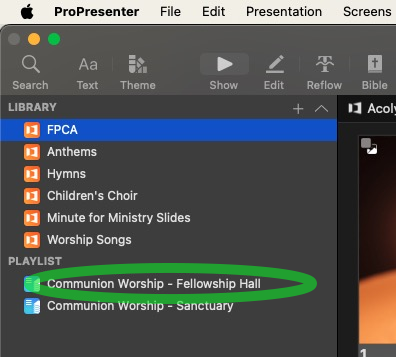 ProPresenter File Edit Presentation Screens
Search Text Theme Show Edit Reflow Bible
LIBRARY
Acoly
FPCA
Anthems
Hymns
Children's Choir
Minute for Ministry Slides
Worship Songs
PLAYLIST
Communion Worship - Fellowship Hall
Communion Worship - Sanctuary
1